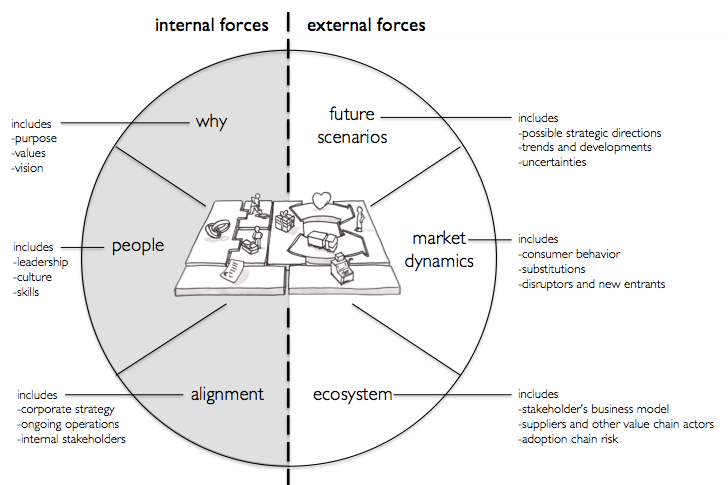 internal forces
external forces
why
includes
-purpose
-values
-vision
people
includes
-leadership
-culture
-skills
alignment
includes
-corporate strategy
-ongoing operations
-internal stakeholders
future
scenarios
includes
-possible strategic directions
-trends and developments
-uncertainties
market
dynamics
includes
-consumer behavior
-substitutions
-disruptors and new entrants
ecosystem
includes
-stakeholder's business model
-suppliers and other value chain actors
-adoption chain risk